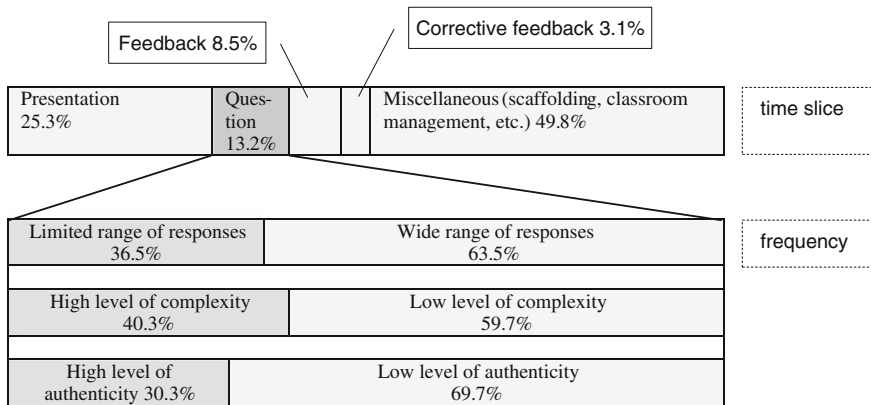 Feedback 8.5%
Corrective feedback 3.1%
Presentation
25.3%
Ques-
tion
13.2%
Miscellaneous (scaffolding, classroom
management, etc.) 49.8%
time slice
Limited range of responses
36.5%
Wide range of responses
63.5%
frequency
High level of complexity
40.3%
Low level of complexity
59.7%
High level of
authenticity 30.3%
Low level of authenticity
69.7%